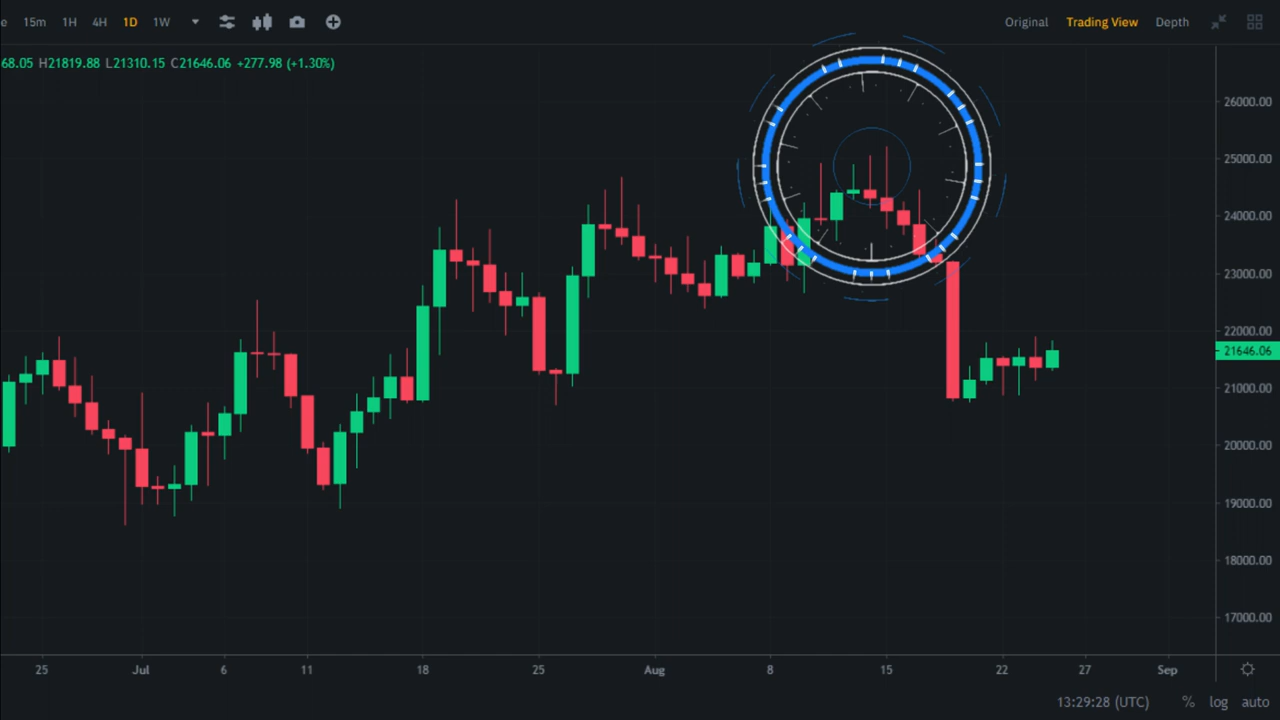 e 15m 1H 4H 1D 1W Original Trading View Depth
68.05 H21819.88 L21310.15 C21646.06 +277.98 (+1.30%)
26000.00
25000.00
24000.00
23000.00
22000.00
21646.06
21000.00
20000.00
19000.00
18000.00
17000.00
25 Jul 6 11 18 25 Aug 8 15 22 27 Sep
13:29:28 (UTC) % log auto